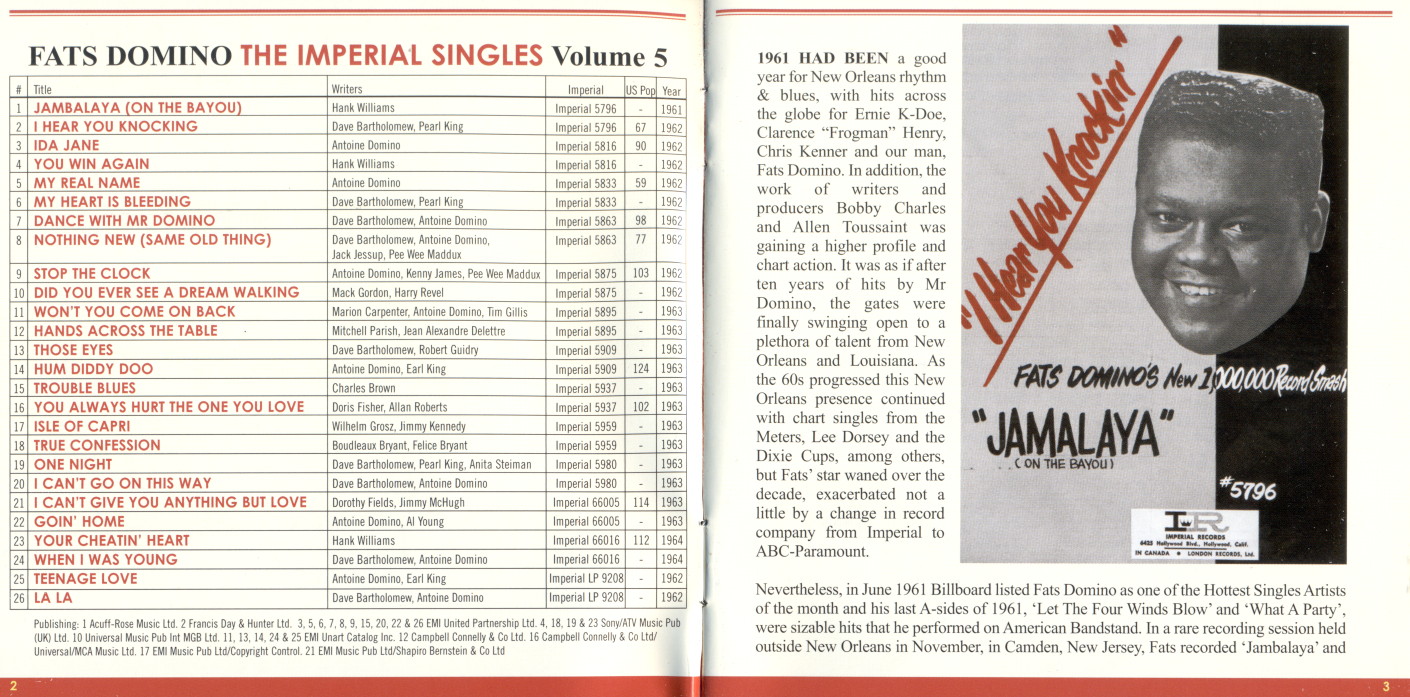 FATS DOMINO THE IMPERIAL SINGLES Volume 5
# Title Writers Imperial US Pop Year
1 JAMBALAYA (ON THE BAYOU) Hank Williams Imperial 5796 - 1961
2 I HEAR YOU KNOCKING Dave Bartholomew, Pearl King Imperial 5796 67 1962
3 IDA JANE Antoine Domino Imperial 5816 90 1962
4 YOU WIN AGAIN Hank Williams Imperial 5816 - 1962
5 MY REAL NAME Antoine Domino Imperial 5833 59 1962
6 MY HEART IS BLEEDING Dave Bartholomew, Pearl King Imperial 5833 - 1962
7 DANCE WITH MR DOMINO Dave Bartholomew, Antoine Domino Imperial 5863 98 1962
8 NOTHING NEW (SAME OLD THING) Dave Bartholomew, Antoine Domino, Imperial 5863 77 1962
Jack Jessup, Pee Wee Maddux
9 STOP THE CLOCK Antoine Domino, Kenny James, Pee Wee Maddux Imperial 5875 103 1962
10 DID YOU EVER SEE A DREAM WALKING Mack Gordon, Harry Revel Imperial 5875 - 1962
11 WON'T YOU COME ON BACK Marion Carpenter, Antoine Domino, Tim Gillis Imperial 5895 - 1963
12 HANDS ACROSS THE TABLE Mitchell Parish, Jean Alexandre Delettre Imperial 5895 - 1963
13 THOSE EYES Dave Bartholomew, Robert Guidry Imperial 5909 - 1963
14 HUM DIDDY DOO Antoine Domino, Earl King Imperial 5909 124 1963
15 TROUBLE BLUES Charles Brown Imperial 5937 - 1963
16 YOU ALWAYS HURT THE ONE YOU LOVE Doris Fisher, Allan Roberts Imperial 5937 102 1963
17 ISLE OF CAPRI Wilhelm Grosz, Jimmy Kennedy Imperial 5959 - 1963
18 TRUE CONFESSION Boudleaux Bryant, Felice Bryant Imperial 5959 - 1963
19 ONE NIGHT Dave Bartholomew, Pearl King, Anita Steiman Imperial 5980 - 1963
20 I CAN'T GO ON THIS WAY Dave Bartholomew, Antoine Domino Imperial 5980 - 1963
21 I CAN'T GIVE YOU ANYTHING BUT LOVE Dorothy Fields, Jimmy McHugh Imperial 66005 114 1963
22 GOIN' HOME Antoine Domino, Al Young Imperial 66005 - 1963
23 YOUR CHEATIN' HEART Hank Williams Imperial 66016 112 1964
24 WHEN I WAS YOUNG Dave Bartholomew, Antoine Domino Imperial 66016 - 1964
25 TEENAGE LOVE Antoine Domino, Earl King Imperial LP 9208 - 1962
26 LA LA Dave Bartholomew, Antoine Domino Imperial LP 9208 - 1962
Publishing: 1 Acuff-Rose Music Ltd. 2 Francis Day & Hunter Ltd. 3, 5, 6, 7, 8, 9, 15, 20, 22 & 26 EMI United Partnership Ltd. 4, 18, 19 & 23 Sony/ATV Music Pub
(UK) Ltd. 10 Universal Music Pub Int MGB Ltd. 11, 13, 14, 24 & 25 EMI Unart Catalog Inc. 12 Campbell Connelly & Co Ltd. 16 Campbell Connelly & Co Ltd/
Universal/MCA Music Ltd. 17 EMI Music Pub Ltd/Copyright Control. 21 EMI Music Pub Ltd/Shapiro Bernstein & Co Ltd
2
1961 HAD BEEN a good
year for New Orleans rhythm
& blues, with hits across
the globe for Ernie K-Doe,
Clarence “Frogman” Henry,
Chris Kenner and our man,
Fats Domino. In addition, the
work of writers and
producers Bobby Charles
and Allen Toussaint was
gaining a higher profile and
chart action. It was as if after
ten years of hits by Mr
Domino, the gates were
finally swinging open to a
plethora of talent from New
Orleans and Louisiana. As
the 60s progressed this New
Orleans presence continued
with chart singles from the
Meters, Lee Dorsey and the
Dixie Cups, among others,
but Fats' star waned over the
decade, exacerbated not a
little by a change in record
company from Imperial to
ABC-Paramount.
"I Hear You Knockin"
FATS DOMINO'S New 1,000,000 Record Smash
"JAMALAYA"
(ON THE BAYOU)
#5796
IMPERIAL RECORDS
6425 Hollywood Blvd., Hollywood, Calif.
IN CANADA • LONDON RECORDS, Ltd.
Nevertheless, in June 1961 Billboard listed Fats Domino as one of the Hottest Singles Artists
of the month and his last A-sides of 1961, ‘Let The Four Winds Blow’ and ‘What A Party’,
were sizable hits that he performed on American Bandstand. In a rare recording session held
outside New Orleans in November, in Camden, New Jersey, Fats recorded ‘Jambalaya’ and
3